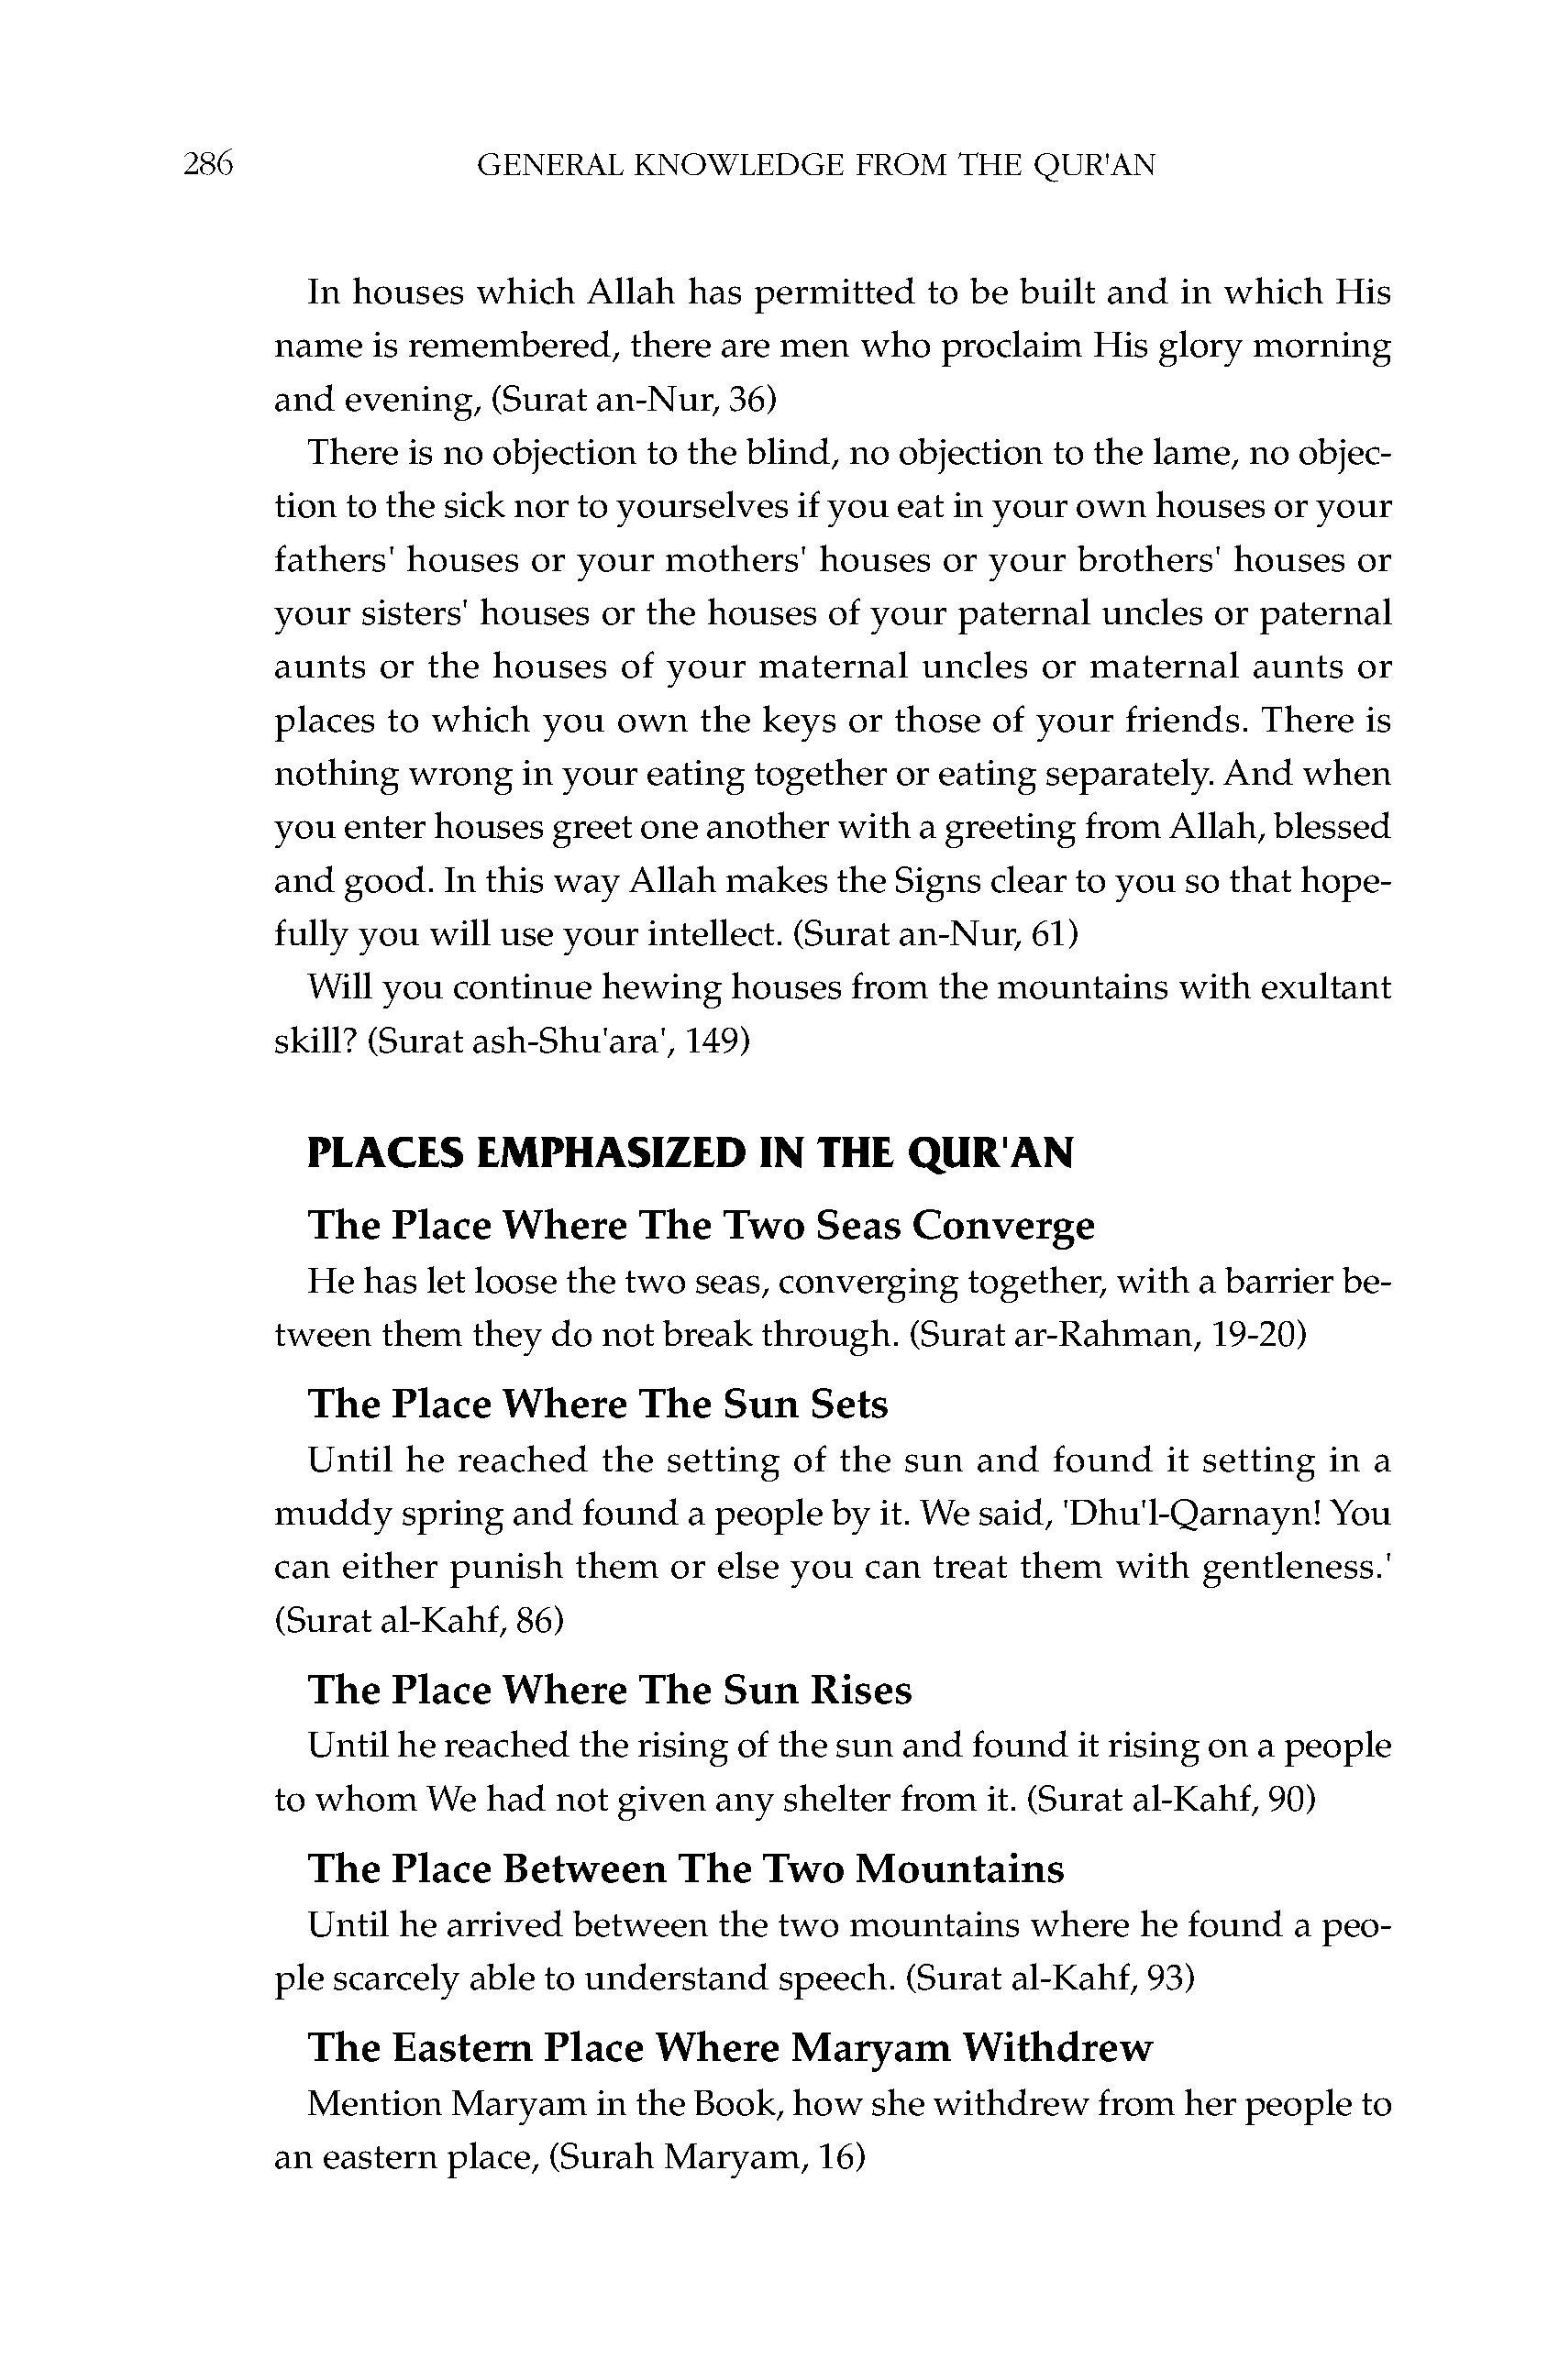 286 GENERAL KNOWLEDGE FROM THE QUR'AN
In houses which Allah has permitted to be built and in which His
name is remembered, there are men who proclaim His glory morning
and evening, (Surat an-Nur, 36)
There is no objection to the blind, no objection to the lame, no objec-
tion to the sick nor to yourselves if you eat in your own houses or your
fathers' houses or your mothers' houses or your brothers' houses or
your sisters' houses or the houses of your paternal uncles or paternal
aunts or the houses of your maternal uncles or maternal aunts or
places to which you own the keys or those of your friends. There is
nothing wrong in your eating together or eating separately. And when
you enter houses greet one another with a greeting from Allah, blessed
and good. In this way Allah makes the Signs clear to you so that hope-
fully you will use your intellect. (Surat an-Nur, 61)
Will you continue hewing houses from the mountains with exultant
skill? (Surat ash-Shu'ara', 149)
PLACES EMPHASIZED IN THE QUR'AN
The Place Where The Two Seas Converge
He has let loose the two seas, converging together, with a barrier be-
tween them they do not break through. (Surat ar-Rahman, 19-20)
The Place Where The Sun Sets
Until he reached the setting of the sun and found it setting in a
muddy spring and found a people by it. We said, 'Dhu'l-Qarnayn! You
can either punish them or else you can treat them with gentleness.'
(Surat al-Kahf, 86)
The Place Where The Sun Rises
Until he reached the rising of the sun and found it rising on a people
to whom We had not given any shelter from it. (Surat al-Kahf, 90)
The Place Between The Two Mountains
Until he arrived between the two mountains where he found a peo-
ple scarcely able to understand speech. (Surat al-Kahf, 93)
The Eastern Place Where Maryam Withdrew
Mention Maryam in the Book, how she withdrew from her people to
an eastern place, (Surah Maryam, 16)